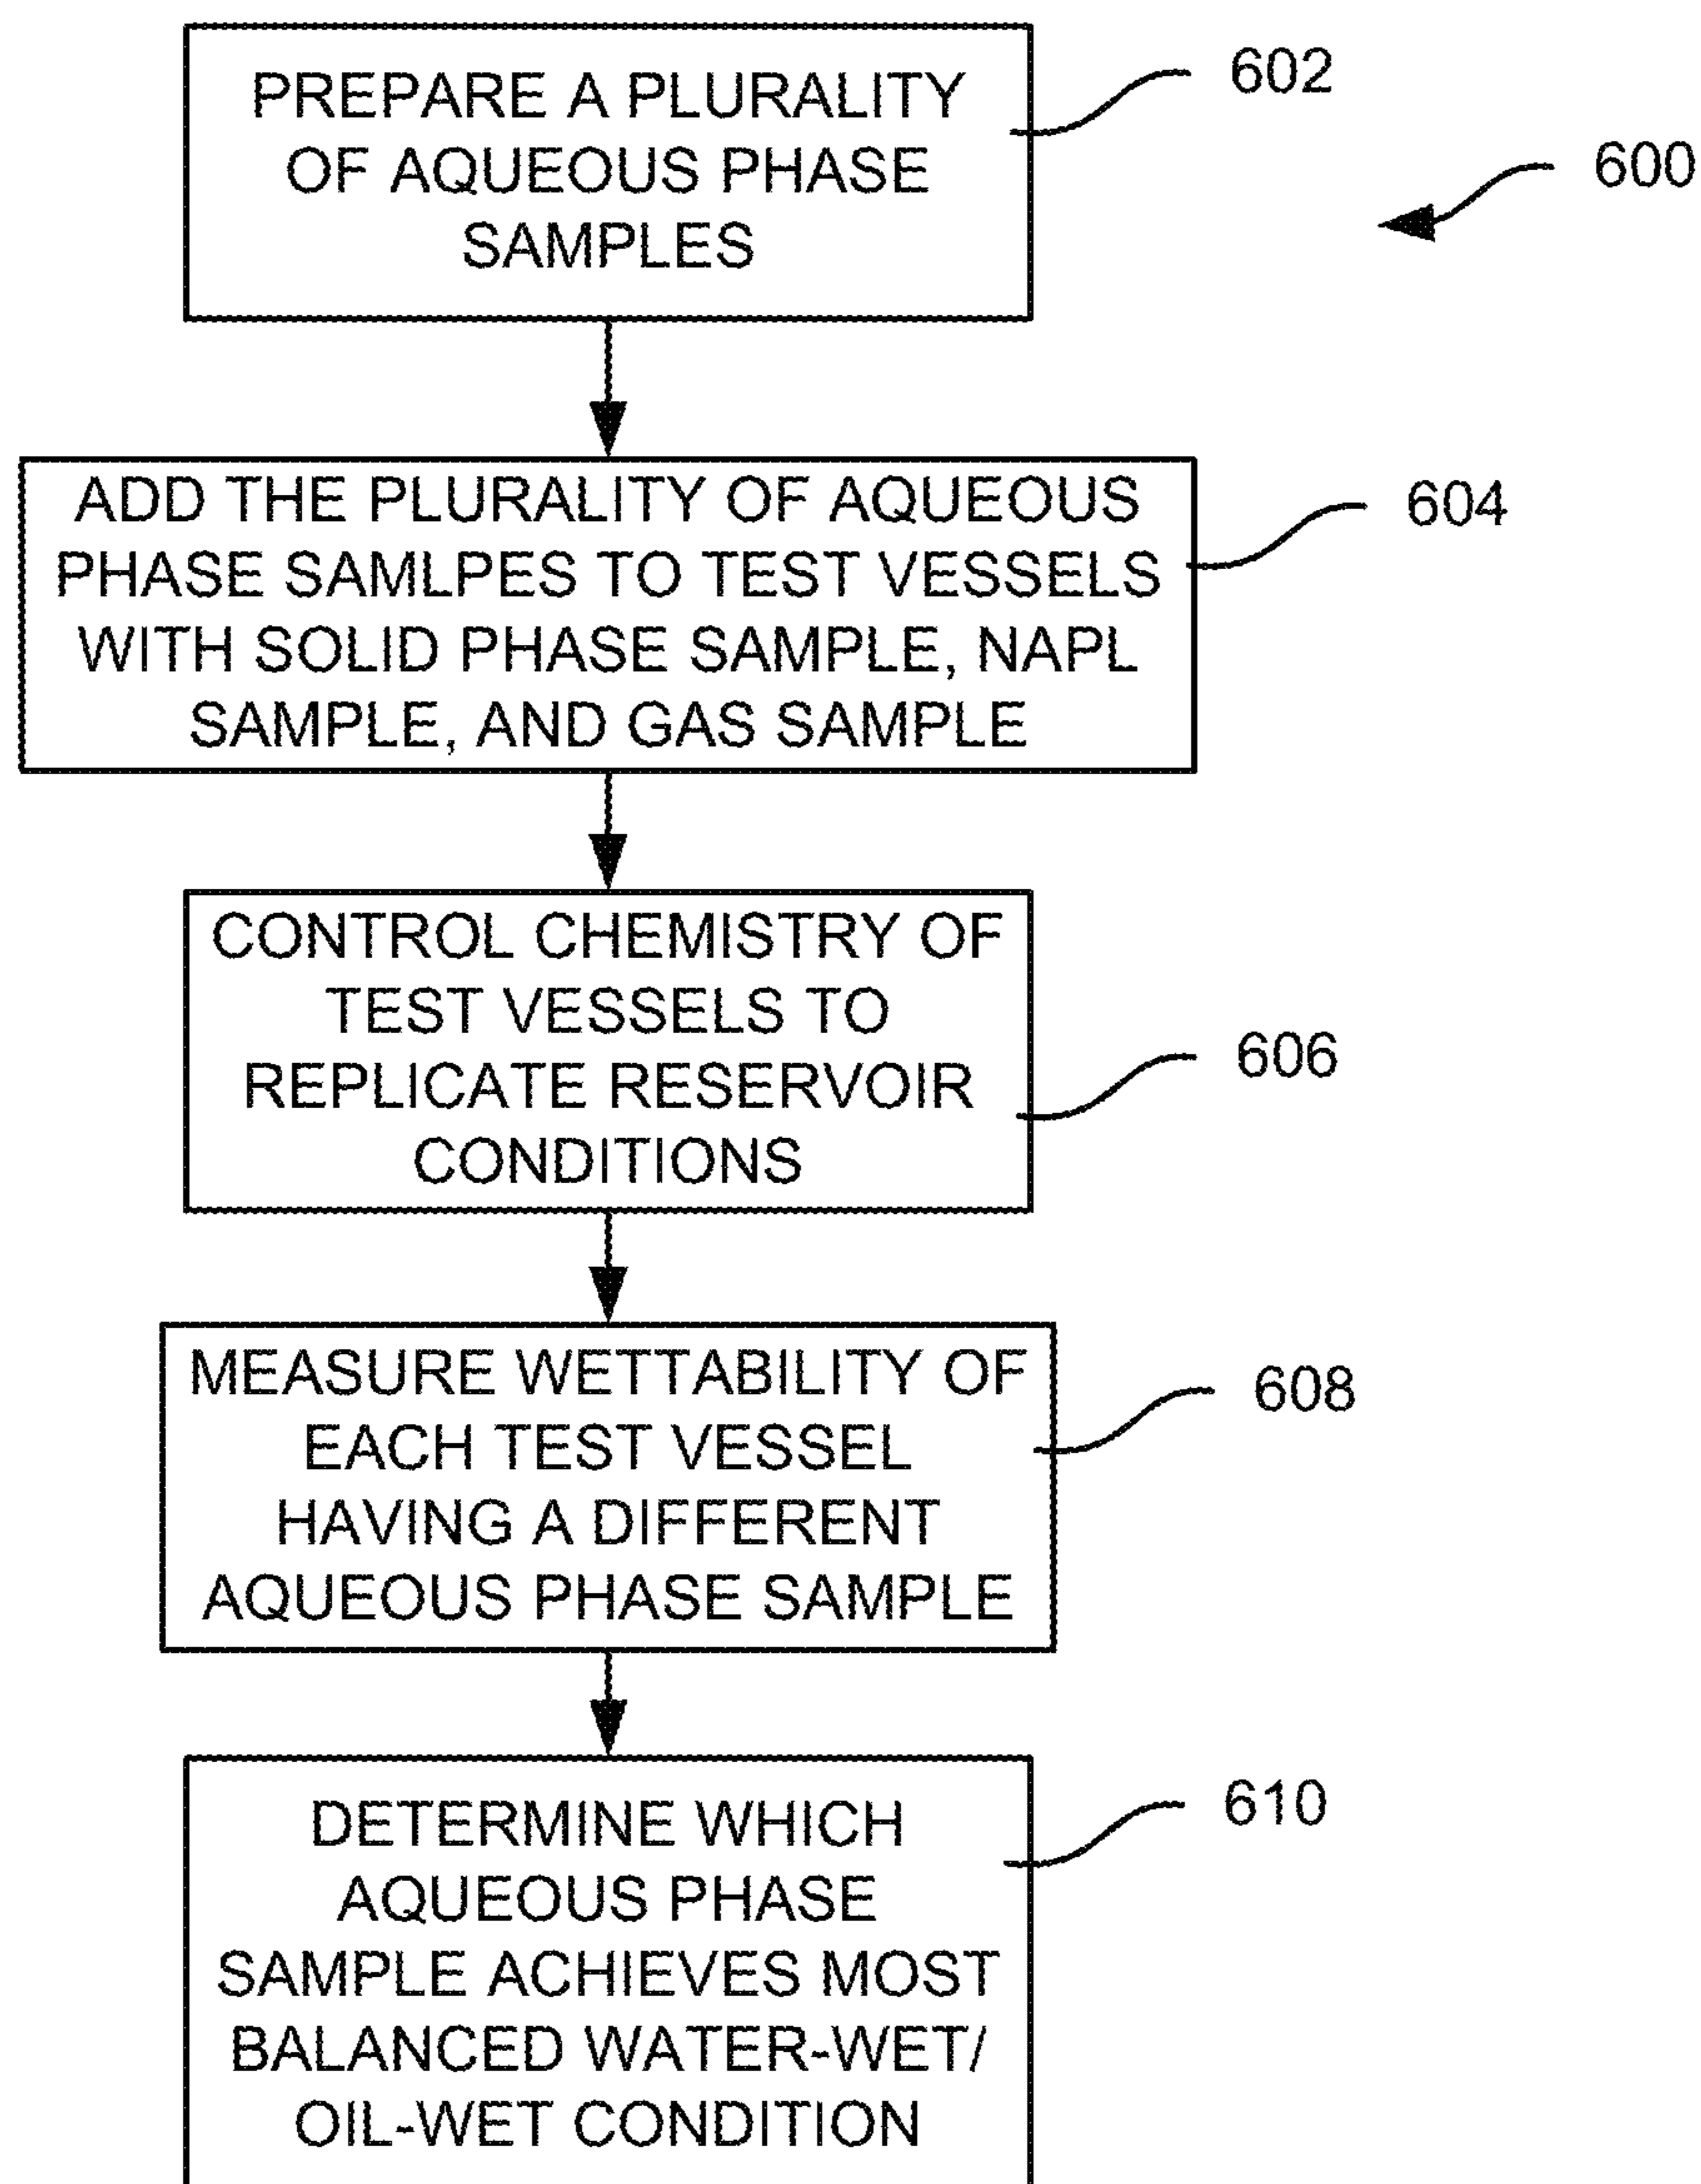 PREPARE A PLURALITY
OF AQUEOUS PHASE
SAMPLES
602
600
ADD THE PLURALITY OF AQUEOUS
PHASE SAMLPES TO TEST VESSELS
WITH SOLID PHASE SAMPLE, NAPL
SAMPLE, AND GAS SAMPLE
604
CONTROL CHEMISTRY OF
TEST VESSELS TO
REPLICATE RESERVOIR
CONDITIONS
606
MEASURE WETTABILITY OF
EACH TEST VESSEL
HAVING A DIFFERENT
AQUEOUS PHASE SAMPLE
608
DETERMINE WHICH
AQUEOUS PHASE
SAMPLE ACHIEVES MOST
BALANCED WATER-WET/
OIL-WET CONDITION
610